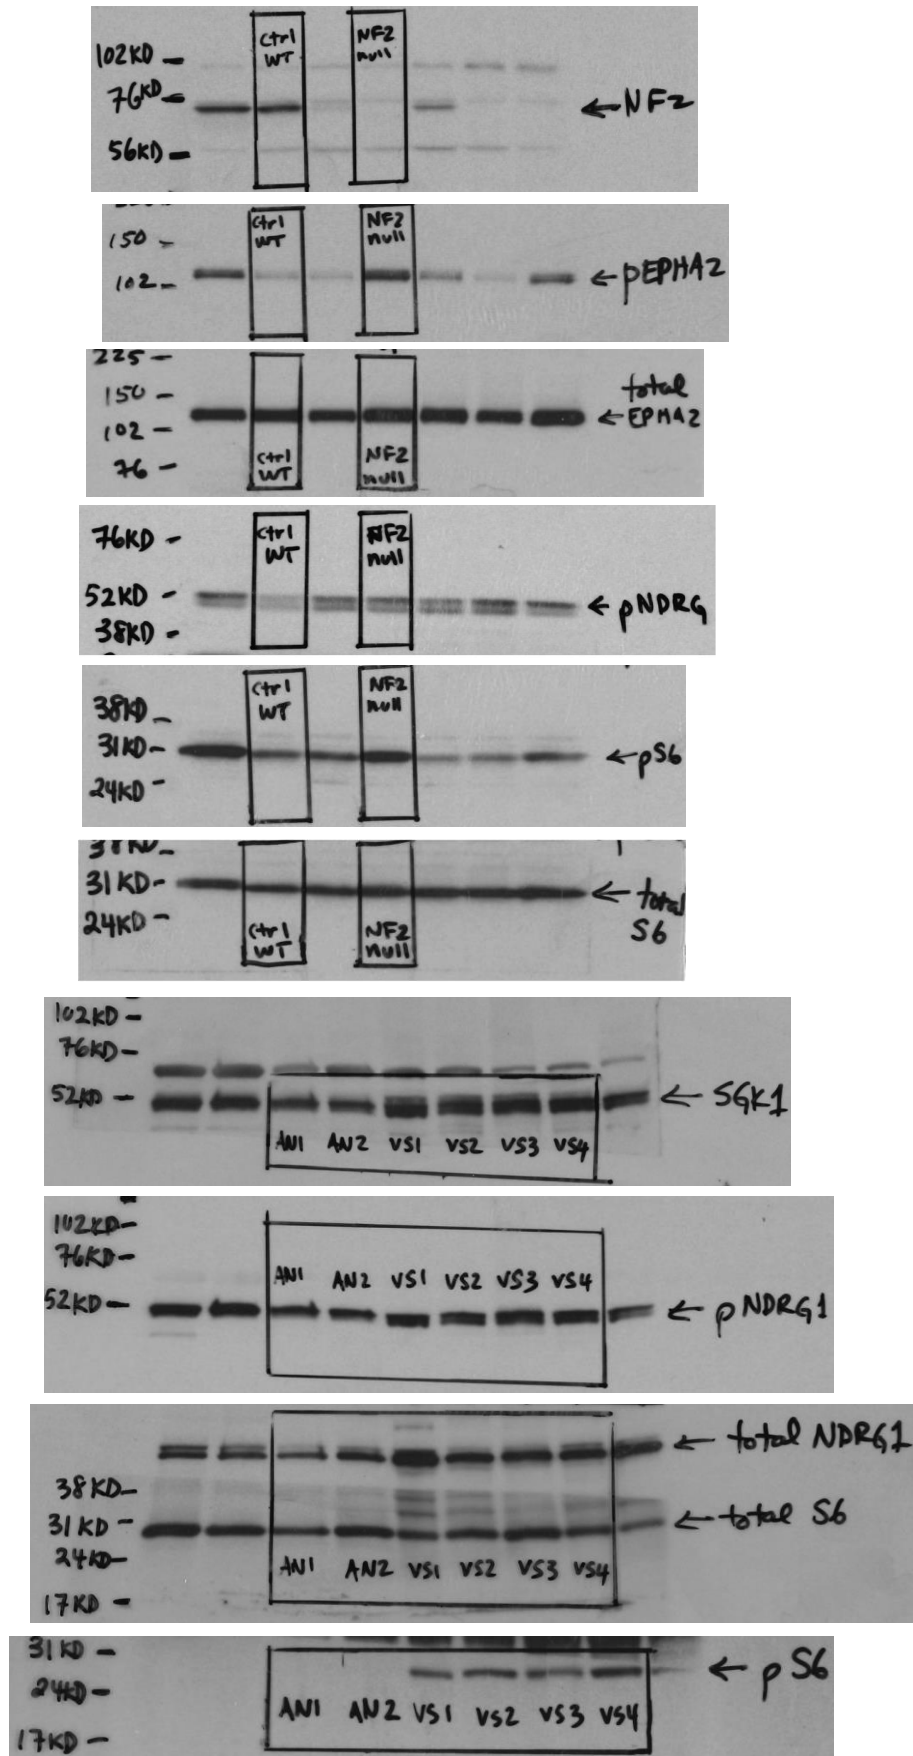 102KD
76KD
56KD
Ctrl
WT
NF2
null
←NF2
150
102
Ctrl
WT
NF2
null
←pEPHA2
225
150
102
76
Ctrl
WT
NF2
null
total
←EPHA2
76KD
52KD
38KD
Ctrl
WT
NF2
null
←pNDRG
38KD
31KD
24KD
Ctrl
WT
NF2
null
←pS6
38KD
31KD
24KD
Ctrl
WT
NF2
null
←total
S6
102KD
76KD
52KD
AN1 AN2 VS1 VS2 VS3 VS4
←SGK1
102KD
76KD
52KD
AN1 AN2 VS1 VS2 VS3 VS4
←pNDRG1
←total NDRG1
38KD
31KD
←total S6
24KD
17KD
AN1 AN2 VS1 VS2 VS3 VS4
31KD
24KD
17KD
AN1 AN2 VS1 VS2 VS3 VS4
←pS6